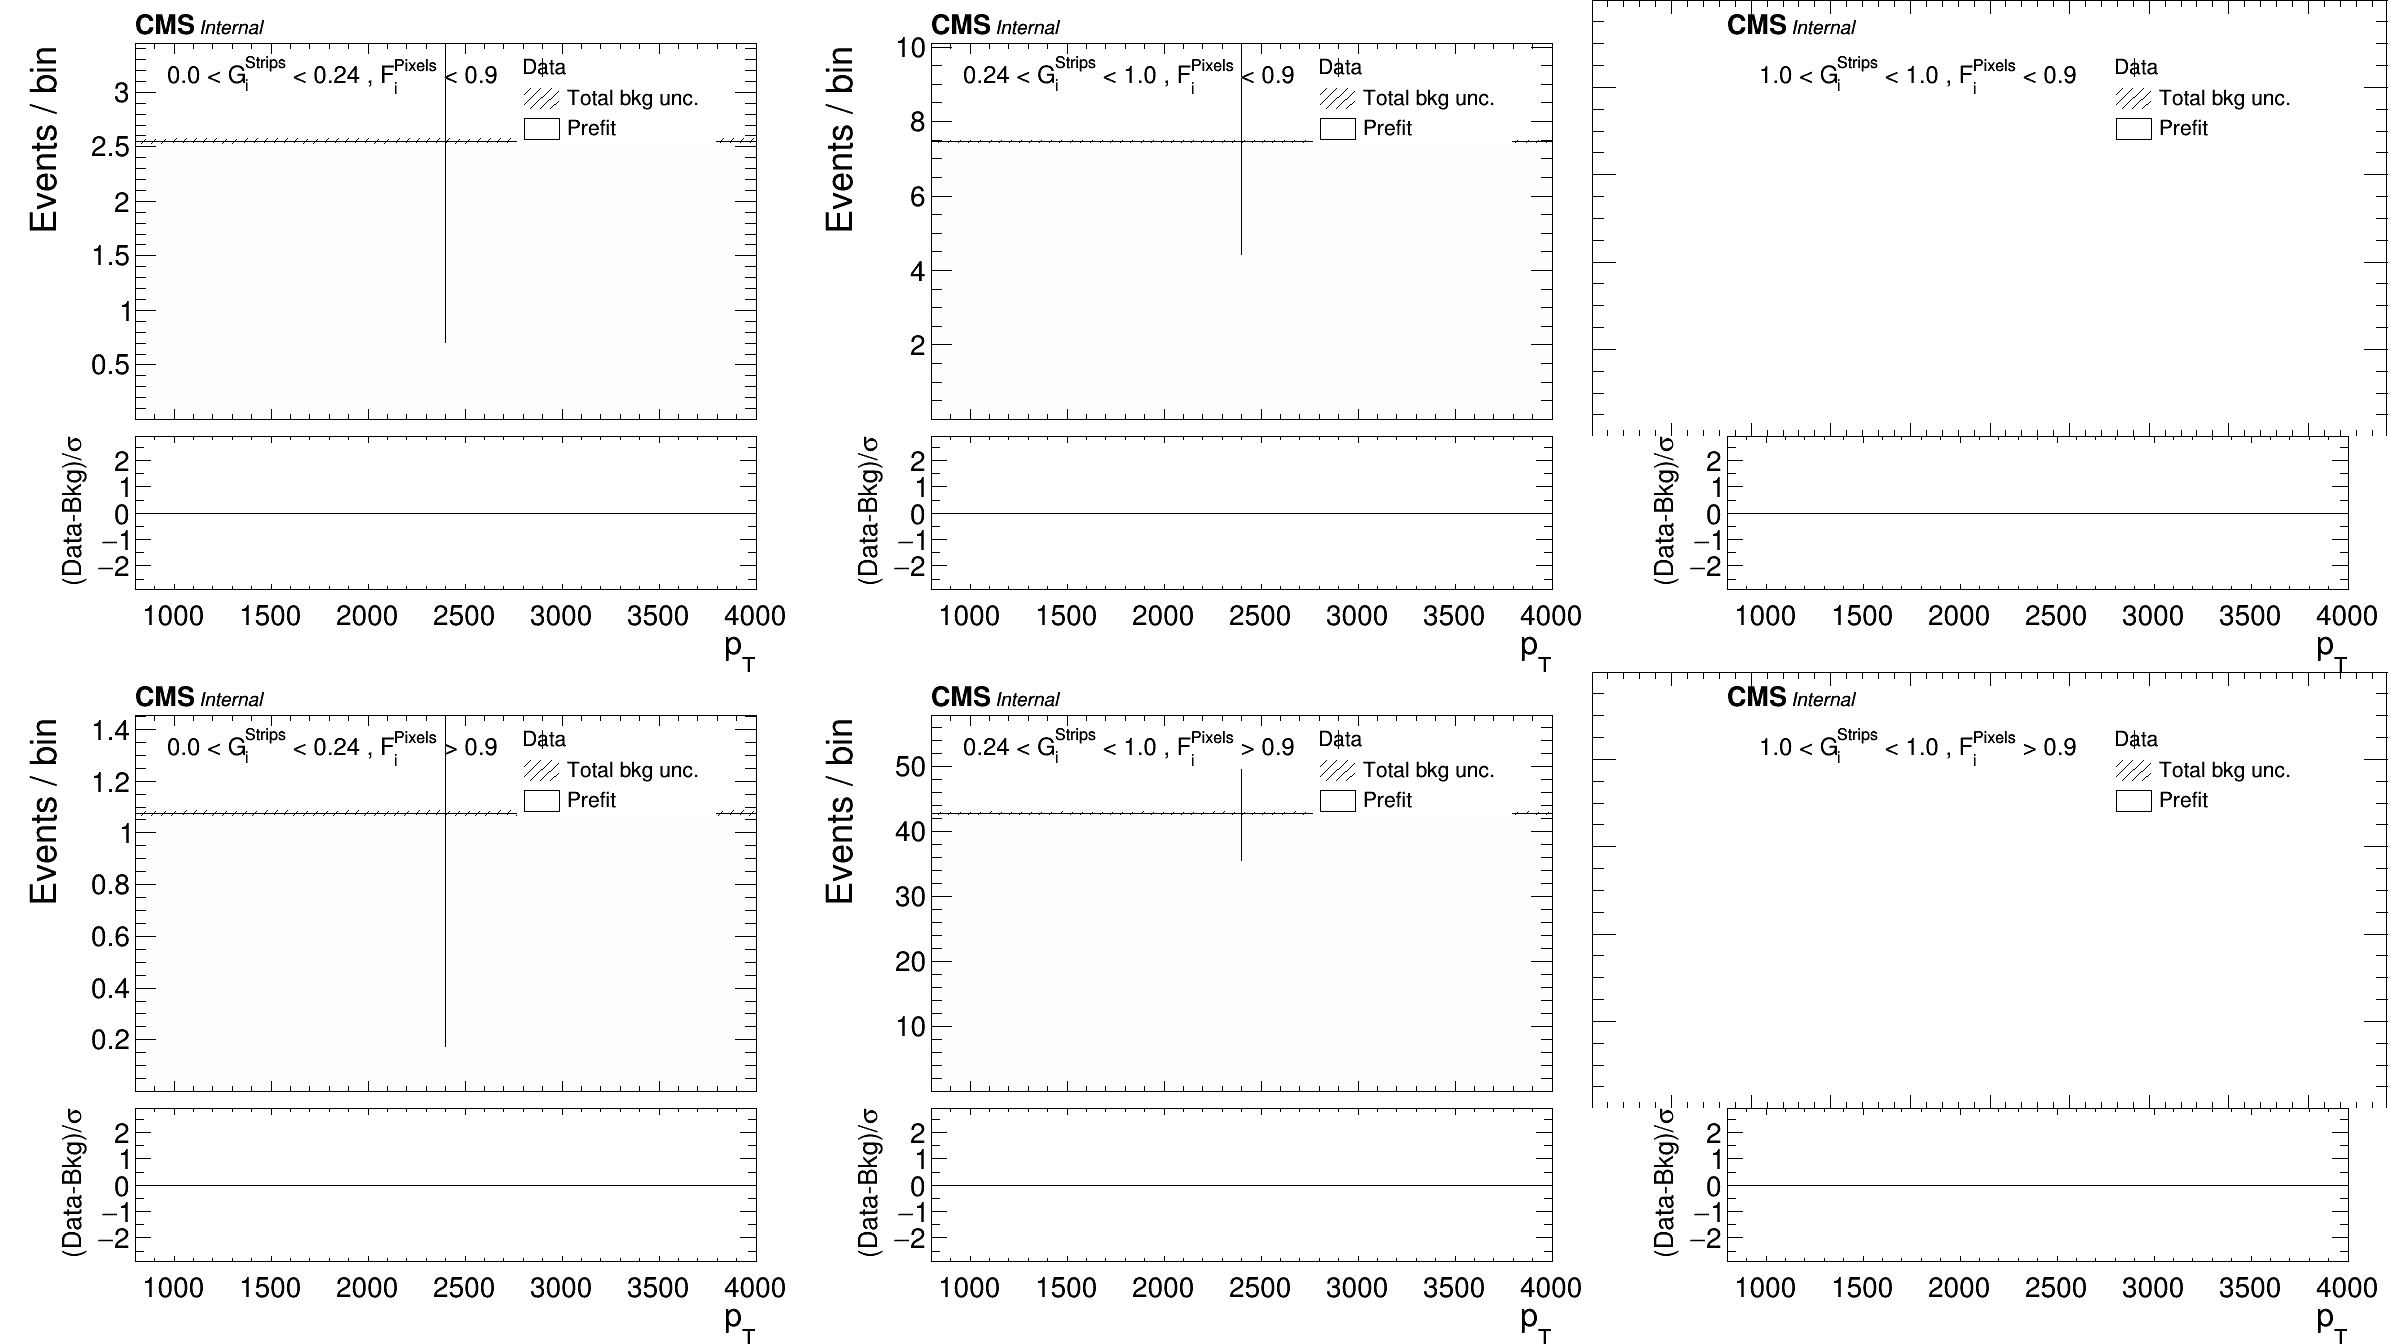 CMS Internal
0.0 < G_i^Strips < 0.24 , F_i^Pixels < 0.9
Data
Total bkg unc.
Prefit
Events / bin
3
2.5
2
1.5
1
0.5
(Data-Bkg)/σ
2
1
0
−1
−2
1000 1500 2000 2500 3000 3500 4000
p_T
CMS Internal
0.24 < G_i^Strips < 1.0 , F_i^Pixels < 0.9
Data
Total bkg unc.
Prefit
Events / bin
10
8
6
4
2
(Data-Bkg)/σ
2
1
0
−1
−2
1000 1500 2000 2500 3000 3500 4000
p_T
CMS Internal
1.0 < G_i^Strips < 1.0 , F_i^Pixels < 0.9
Data
Total bkg unc.
Prefit
(Data-Bkg)/σ
2
1
0
−1
−2
1000 1500 2000 2500 3000 3500 4000
p_T
CMS Internal
0.0 < G_i^Strips < 0.24 , F_i^Pixels > 0.9
Data
Total bkg unc.
Prefit
Events / bin
1.4
1.2
1
0.8
0.6
0.4
0.2
(Data-Bkg)/σ
2
1
0
−1
−2
1000 1500 2000 2500 3000 3500 4000
p_T
CMS Internal
0.24 < G_i^Strips < 1.0 , F_i^Pixels > 0.9
Data
Total bkg unc.
Prefit
Events / bin
50
40
30
20
10
(Data-Bkg)/σ
2
1
0
−1
−2
1000 1500 2000 2500 3000 3500 4000
p_T
CMS Internal
1.0 < G_i^Strips < 1.0 , F_i^Pixels > 0.9
Data
Total bkg unc.
Prefit
(Data-Bkg)/σ
2
1
0
−1
−2
1000 1500 2000 2500 3000 3500 4000
p_T